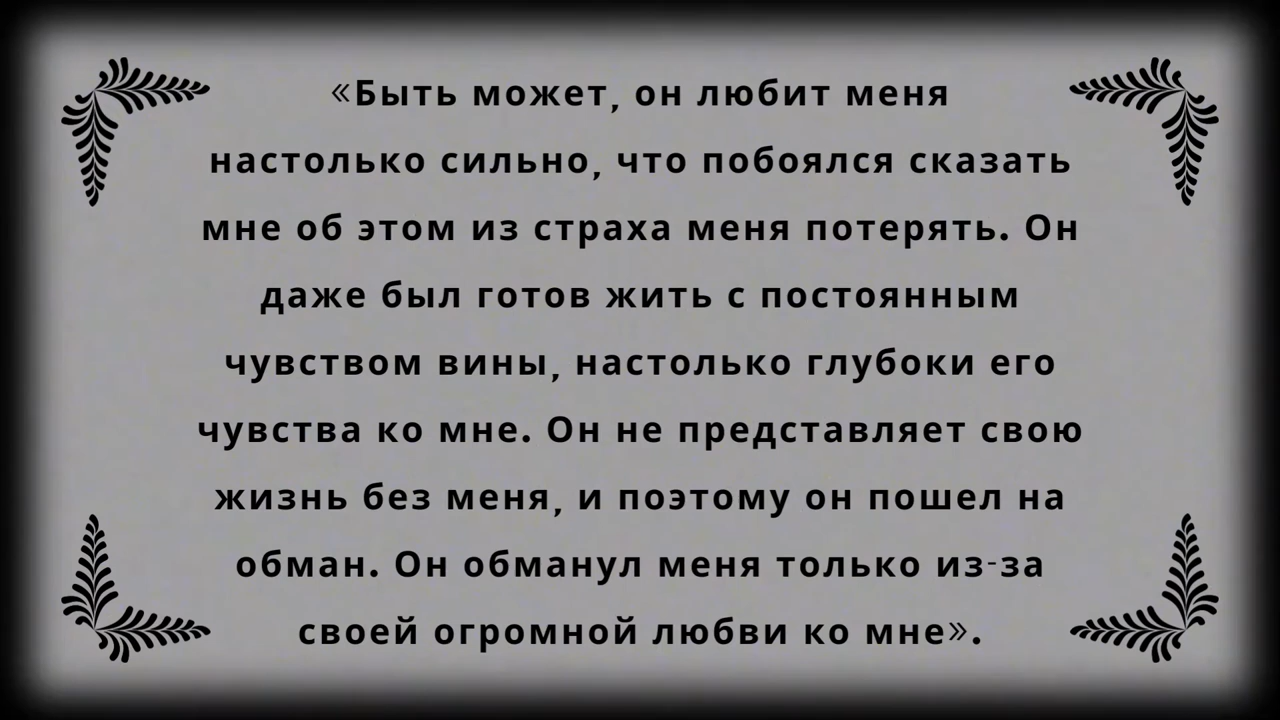 «Быть может, он любит меня
настолько сильно, что побоялся сказать
мне об этом из страха меня потерять. Он
даже был готов жить с постоянным
чувством вины, настолько глубоки его
чувства ко мне. Он не представляет свою
жизнь без меня, и поэтому он пошел на
обман. Он обманул меня только из-за
своей огромной любви ко мне».